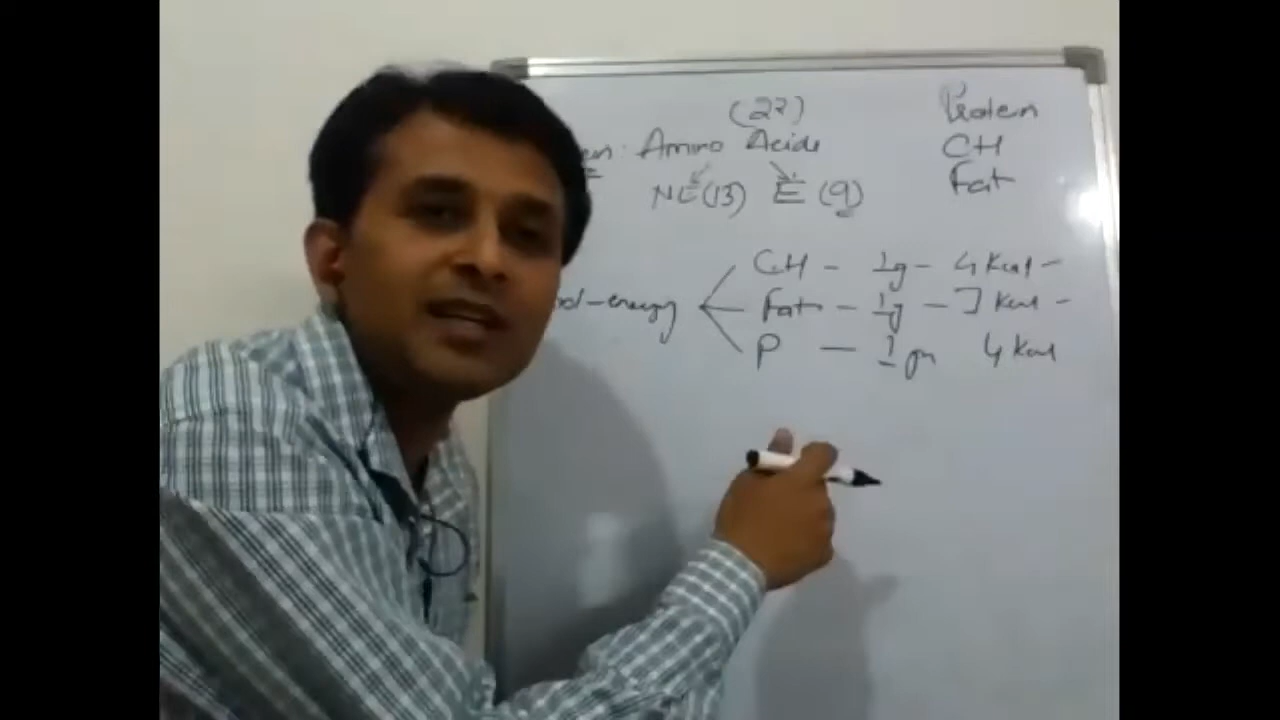 (22)
Amino Acids
NE(13) E (9)
Protein
CH
Fat
CH - 1g - 4 Kcal -
Fat - 1g - 7 Kcal -
P - 1 gm 4 Kcal